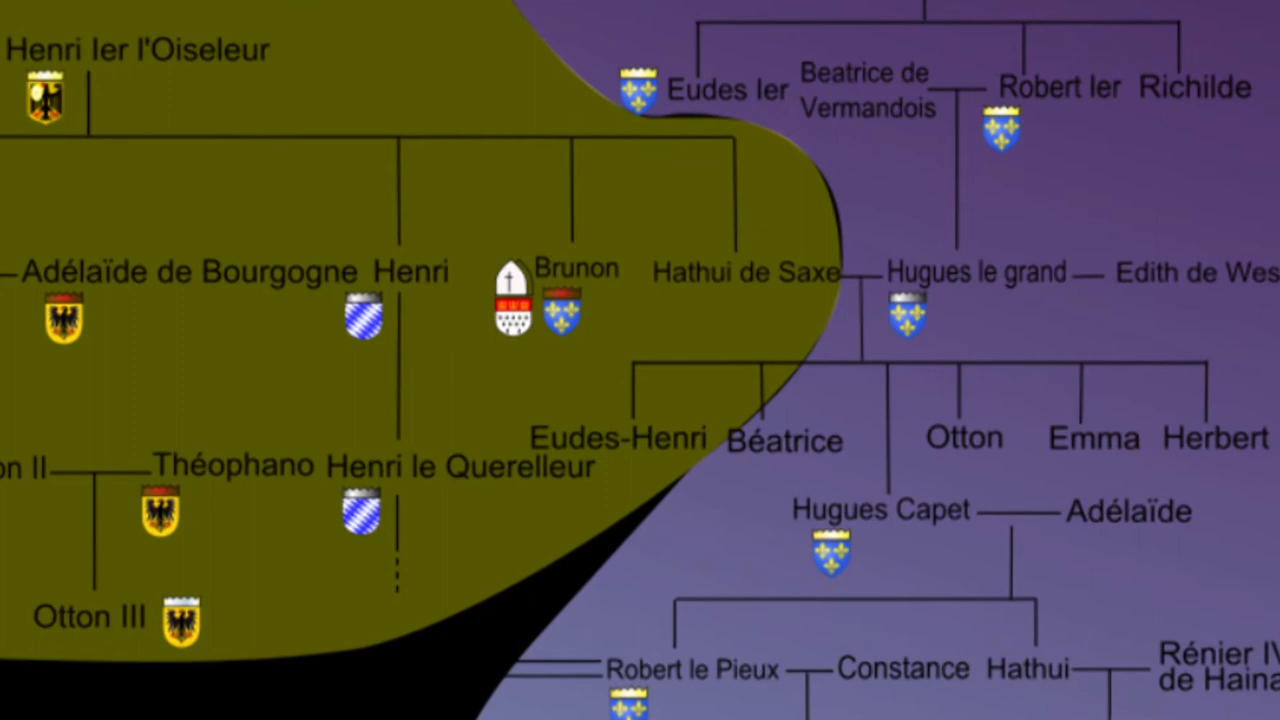 Henri Ier l'Oiseleur
Eudes Ier
Beatrice de
Vermandois
Robert Ier
Richilde
Adélaïde de Bourgogne
Henri
Brunon
Hathui de Saxe
Hugues le grand
Edith de Wes
on II
Théophano
Henri le Querelleur
Eudes-Henri
Béatrice
Otton
Emma
Herbert
Hugues Capet
Adélaïde
Otton III
Robert le Pieux
Constance
Hathui
Rénier IV
de Haina